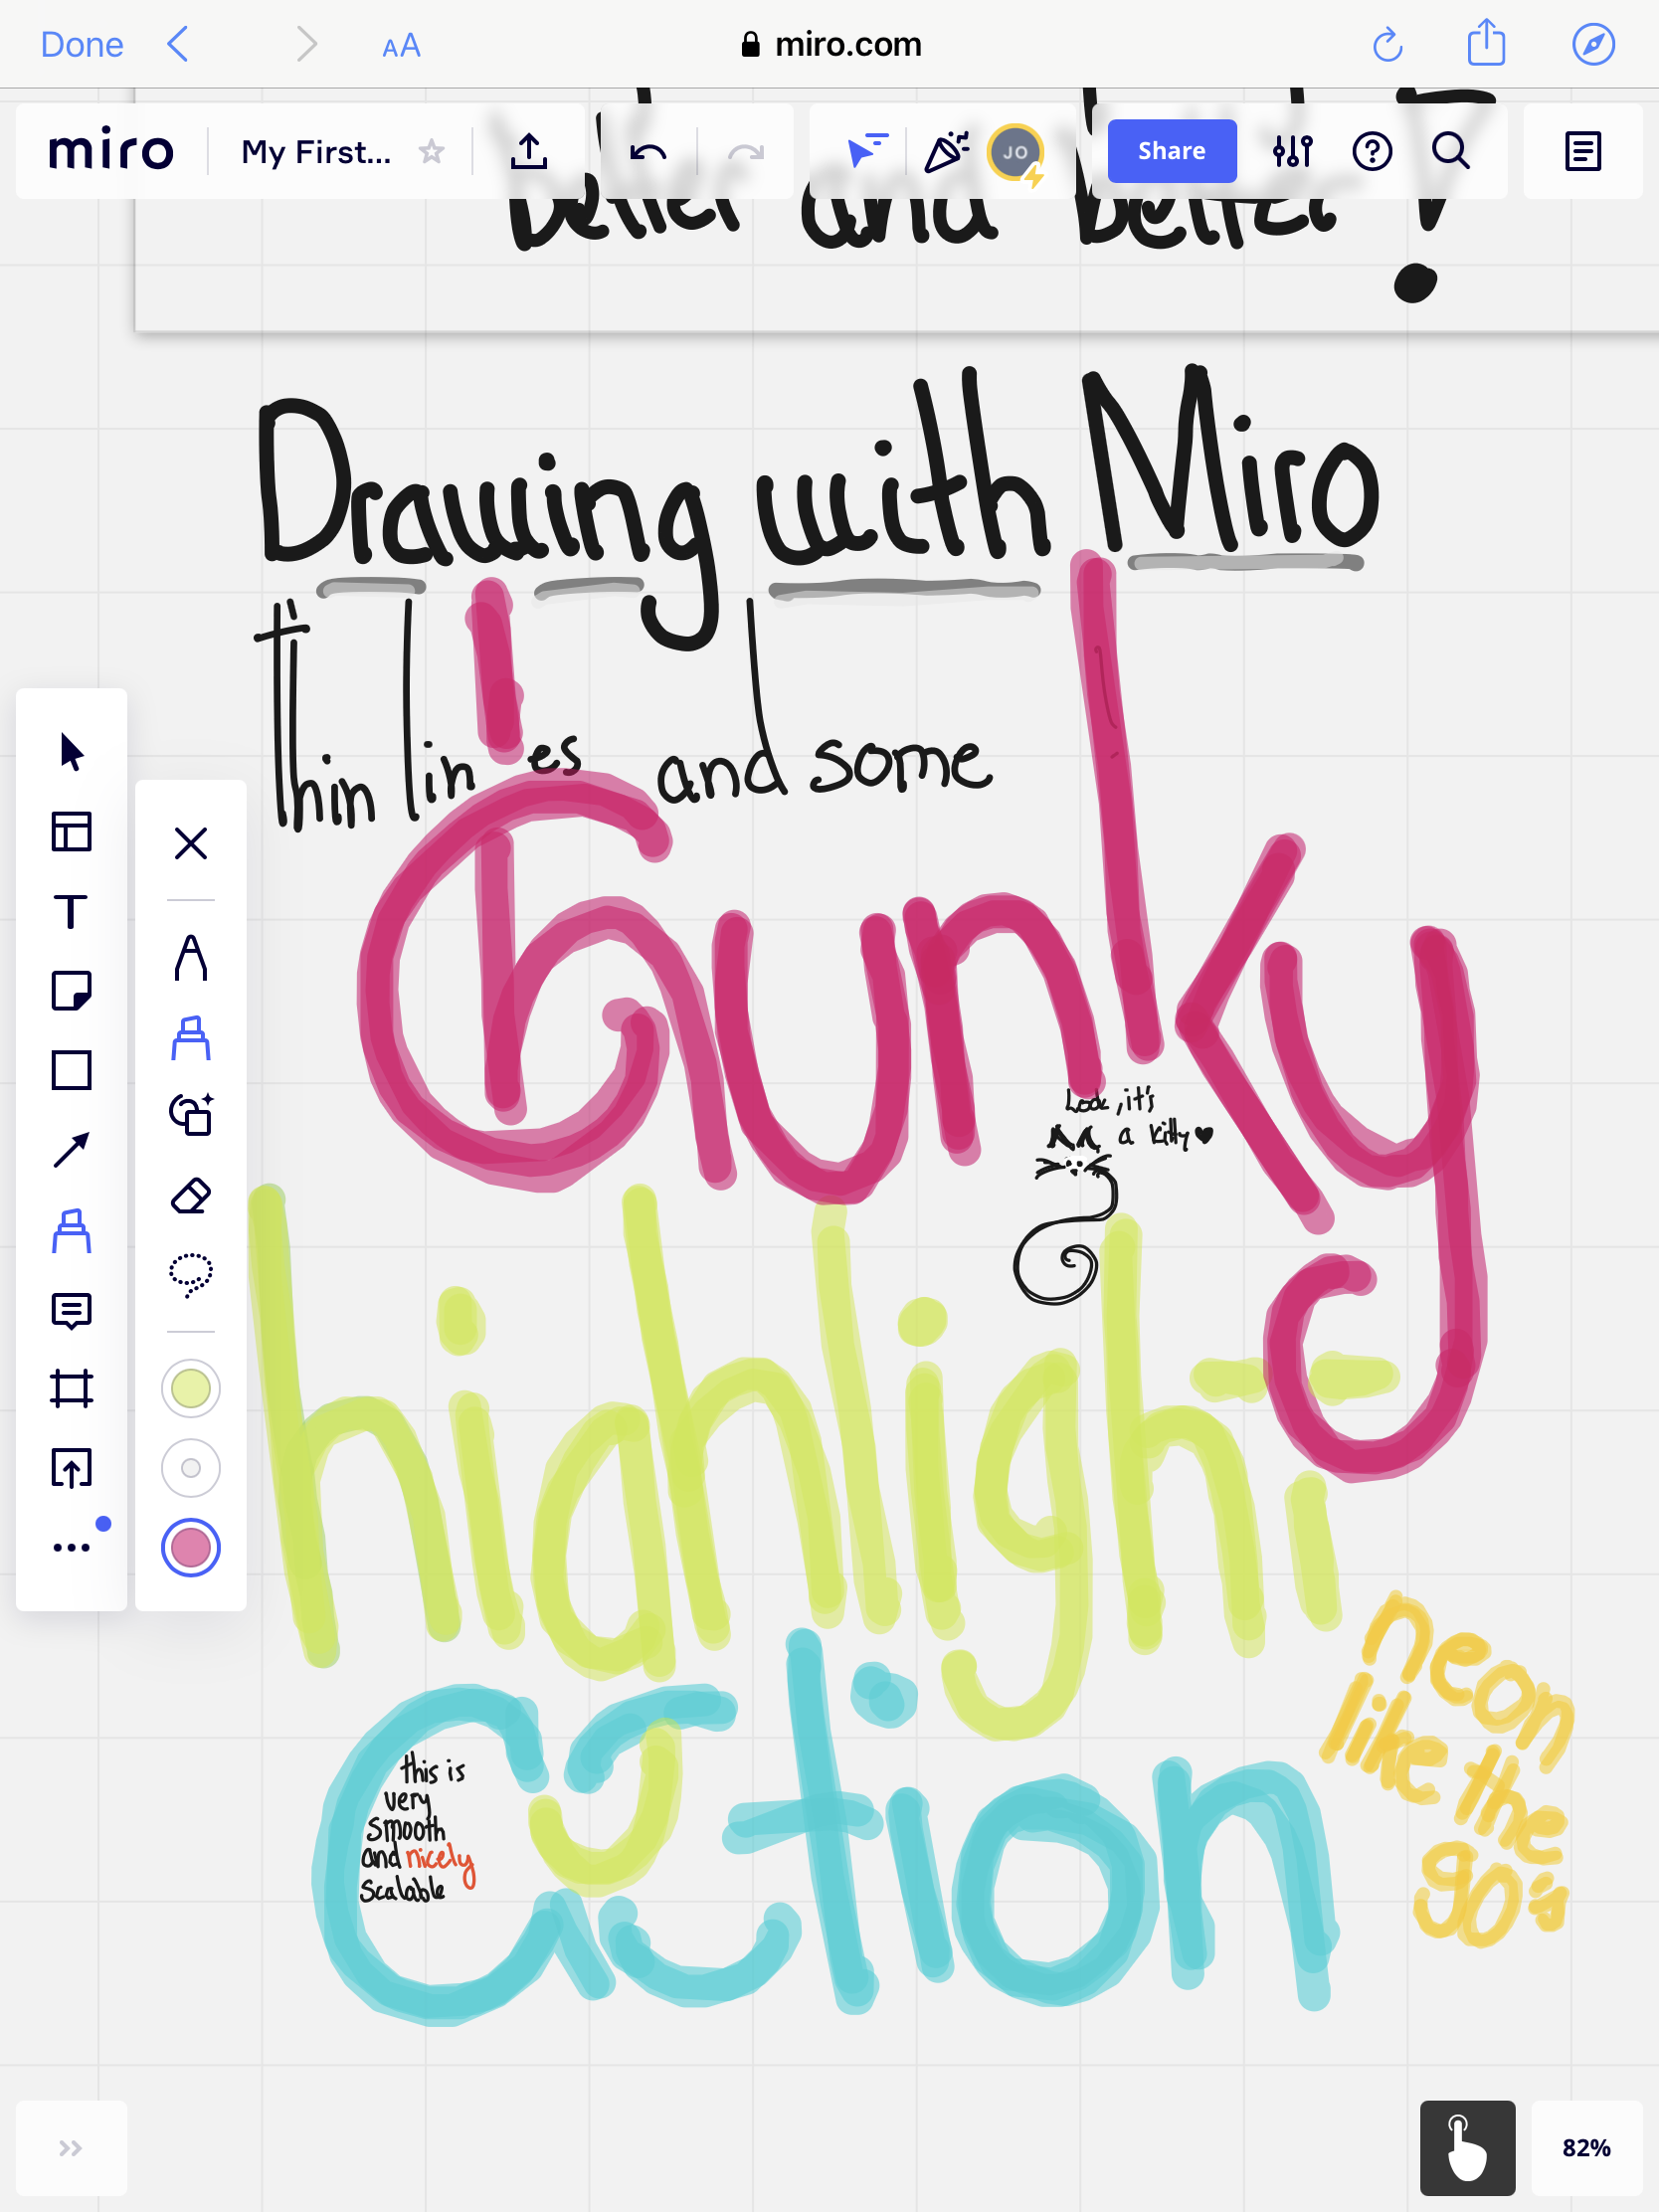 Done
AA
miro.com
miro
My First...
JO
Share
better and better!
Drawing with Miro
thin lines and some
Chunky
Look, it's
a kitty ♥
highlight
action
this is
very
smooth
and nicely
scalable
neon
like the
80's
82%